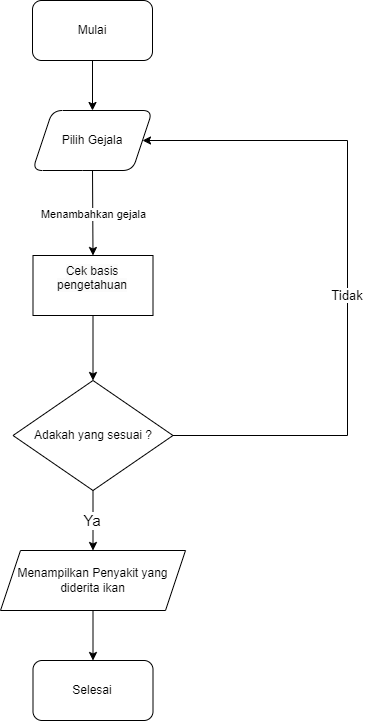 Mulai
Pilih Gejala
Menambahkan gejala
Cek basis
pengetahuan
Tidak
Adakah yang sesuai ?
Ya
Menampilkan Penyakit yang
diderita ikan
Selesai